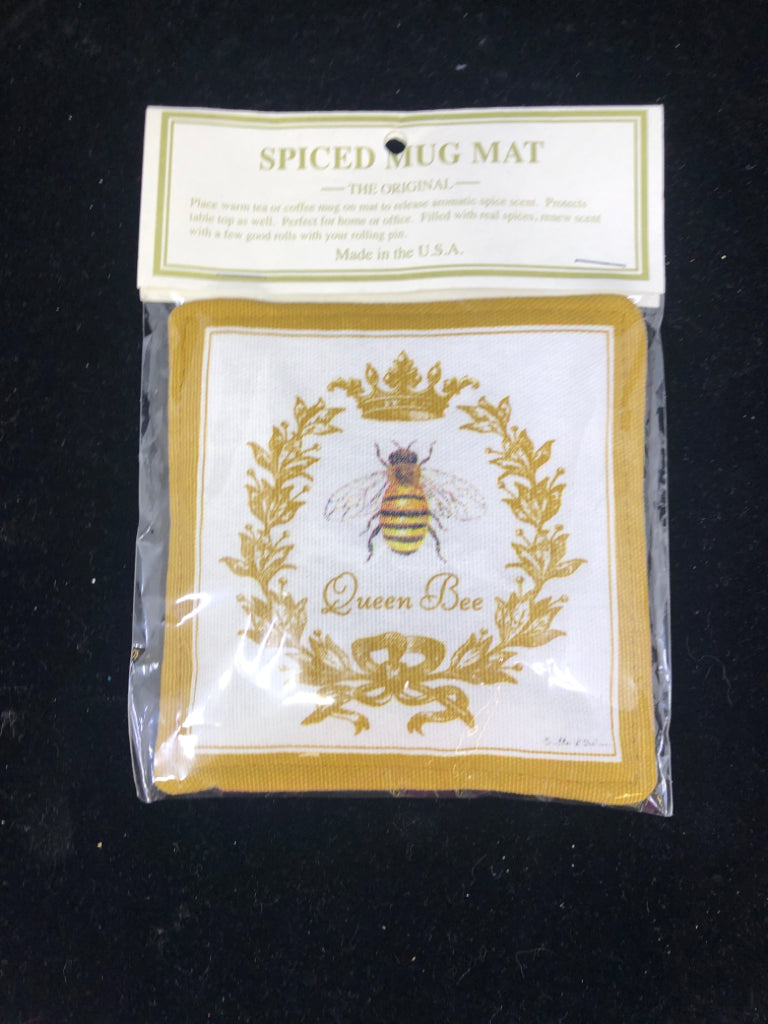 SPICED MUG MAT
THE ORIGINAL
Place warm tea or coffee mug on mat to release aromatic spice scent. Protects
table top as well. Perfect for home or office. Filled with real spices, renew scent
with a few good rolls with your rolling pin.
Made in the U.S.A.
Queen Bee